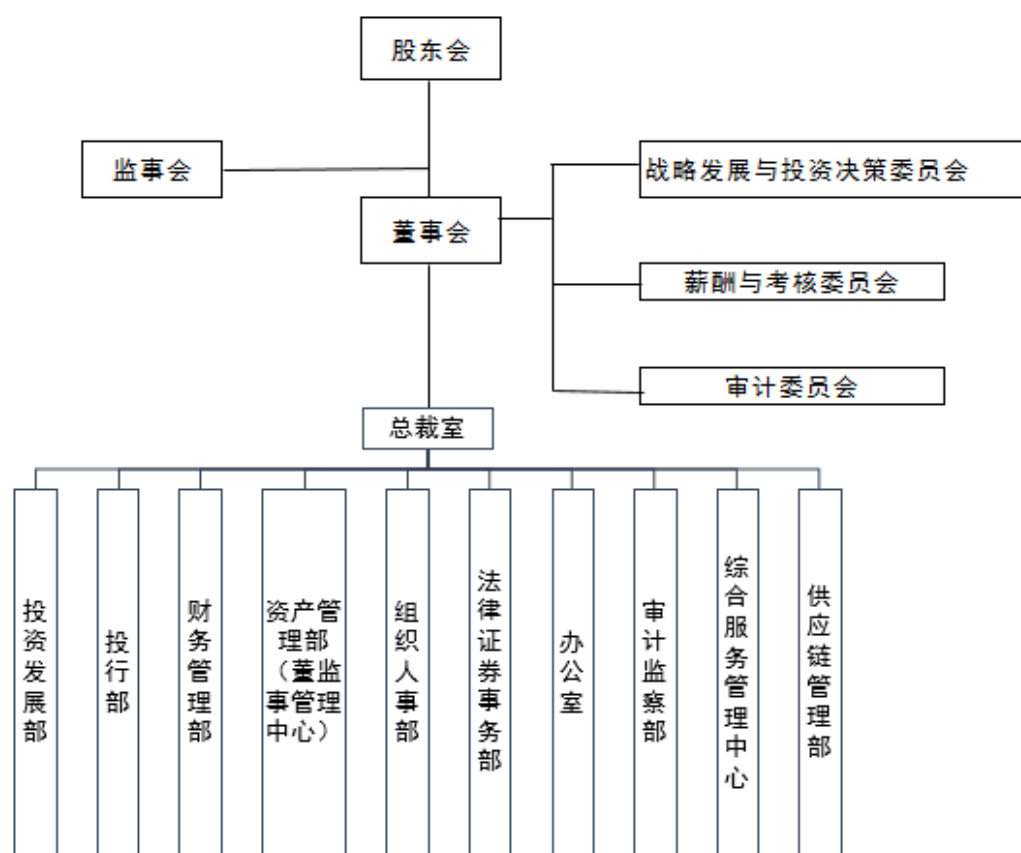 股东会
监事会
战略发展与投资决策委员会
董事会
薪酬与考核委员会
审计委员会
总裁室
投资发展部
投行部
财务管理部
资产管
理部
（董监
事管理
中心）
组织人事部
法律证券事务部
办公室
审计监察部
综合服务管理中心
供应链管理部